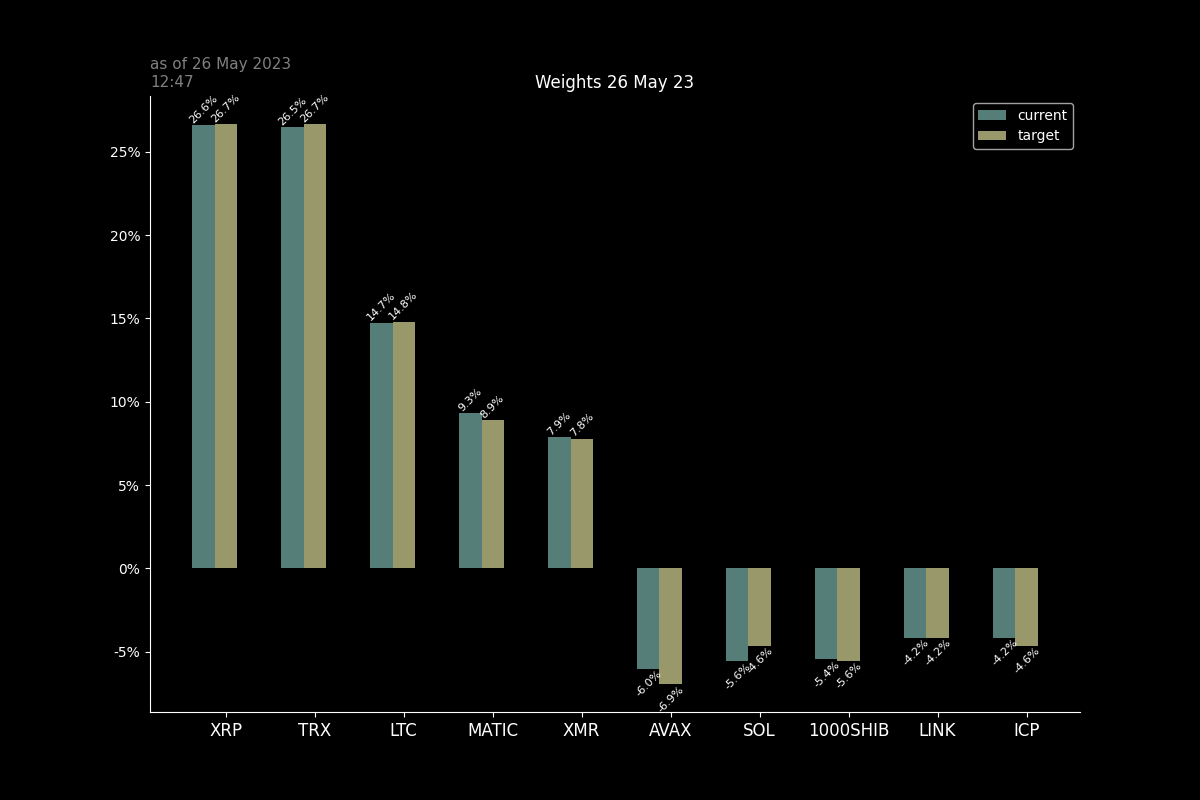 as of 26 May 2023
12:47
Weights 26 May 23
current
target
26.6% 26.7% 26.5% 26.7%
25%
20%
15%
14.7% 14.8%
10%
9.3% 8.9%
7.9% 7.8%
5%
0%
-5%
-6.0% -6.9% -5.6% -4.6% -5.4% -5.6% -4.2% -4.2% -4.2% -4.6%
XRP TRX LTC MATIC XMR AVAX SOL 1000SHIB LINK ICP